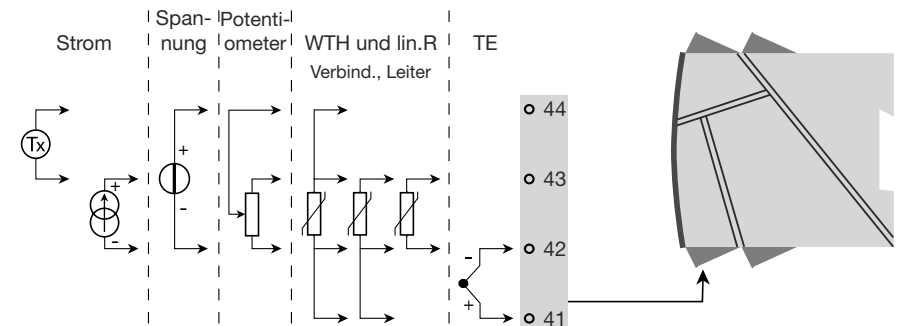 Strom
Span-
nung
Potenti-
ometer
WTH und lin.R
Verbind., Leiter
TE
Tx
+
-
+
-
-
+
44
43
42
41